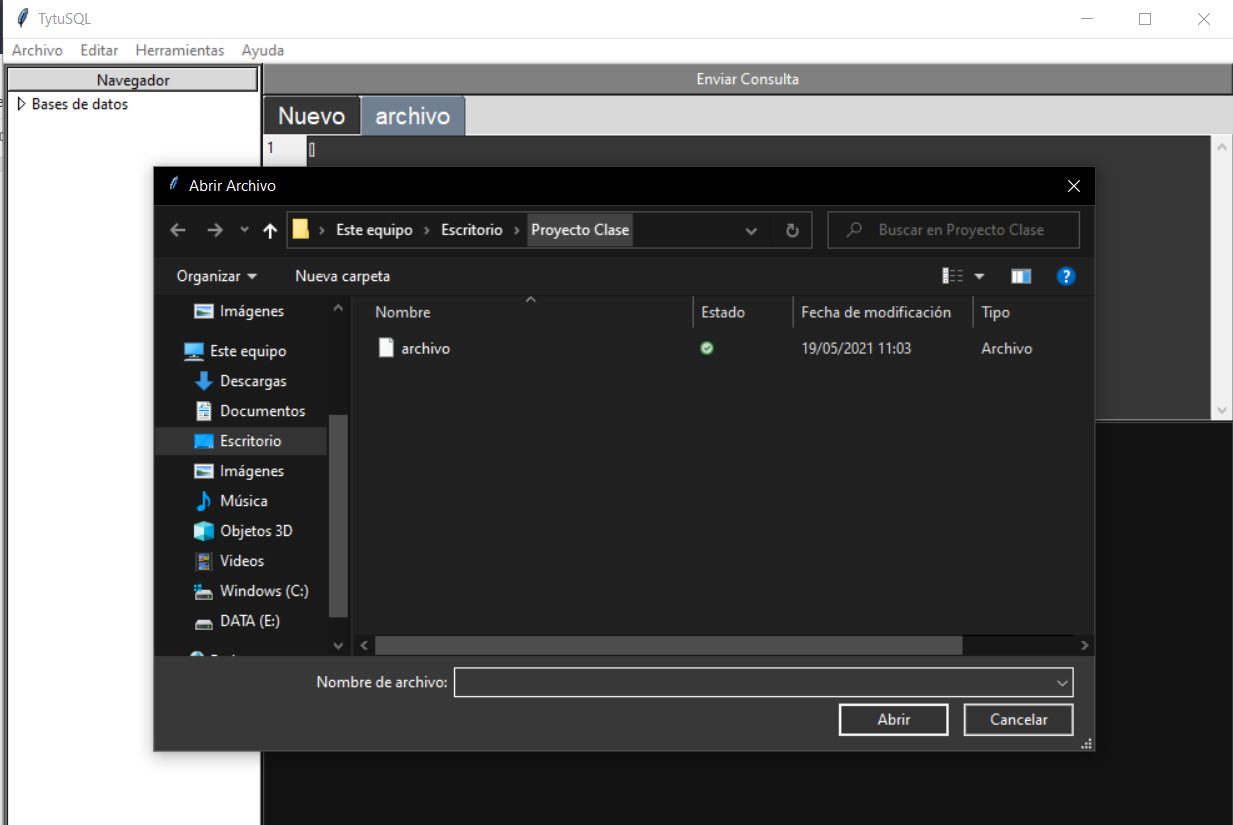 TytuSQL
Archivo Editar Herramientas Ayuda
Navegador
Bases de datos
Enviar Consulta
Nuevo archivo
1 []
Abrir Archivo
Este equipo › Escritorio › Proyecto Clase
Buscar en Proyecto Clase
Organizar Nueva carpeta
Imágenes
Este equipo
Descargas
Documentos
Escritorio
Imágenes
Música
Objetos 3D
Videos
Windows (C:)
DATA (E:)
Nombre Estado Fecha de modificación Tipo
archivo 19/05/2021 11:03 Archivo
Nombre de archivo:
Abrir Cancelar